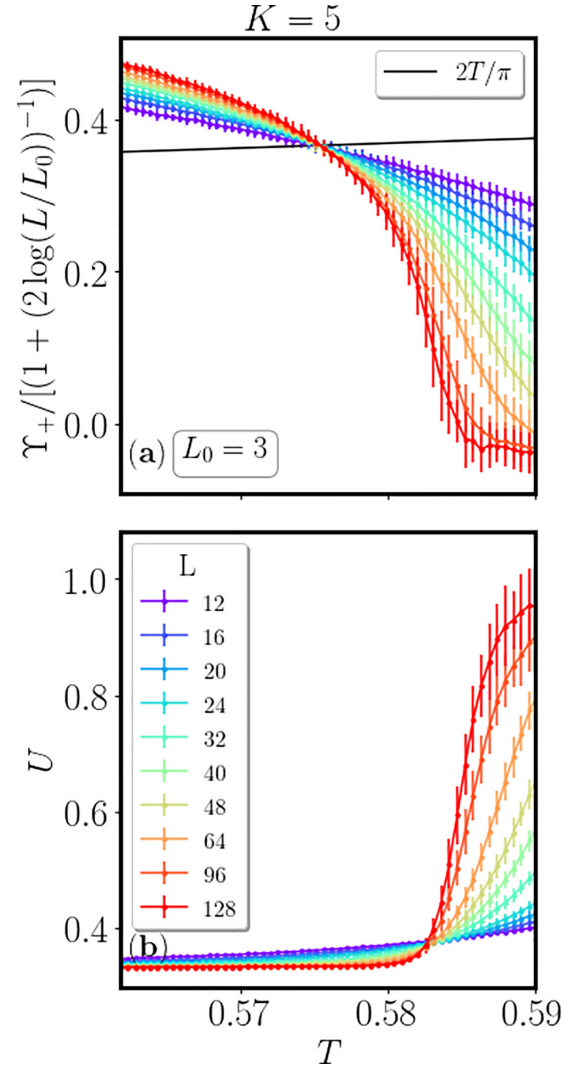 K = 5
2T/π
Υ₊/[(1 + (2 log(L/L₀))⁻¹)]
0.4
0.2
0.0
(a) L₀ = 3
U
1.0
0.8
0.6
0.4
L
12
16
20
24
32
40
48
64
96
128
(b)
0.57 0.58 0.59
T